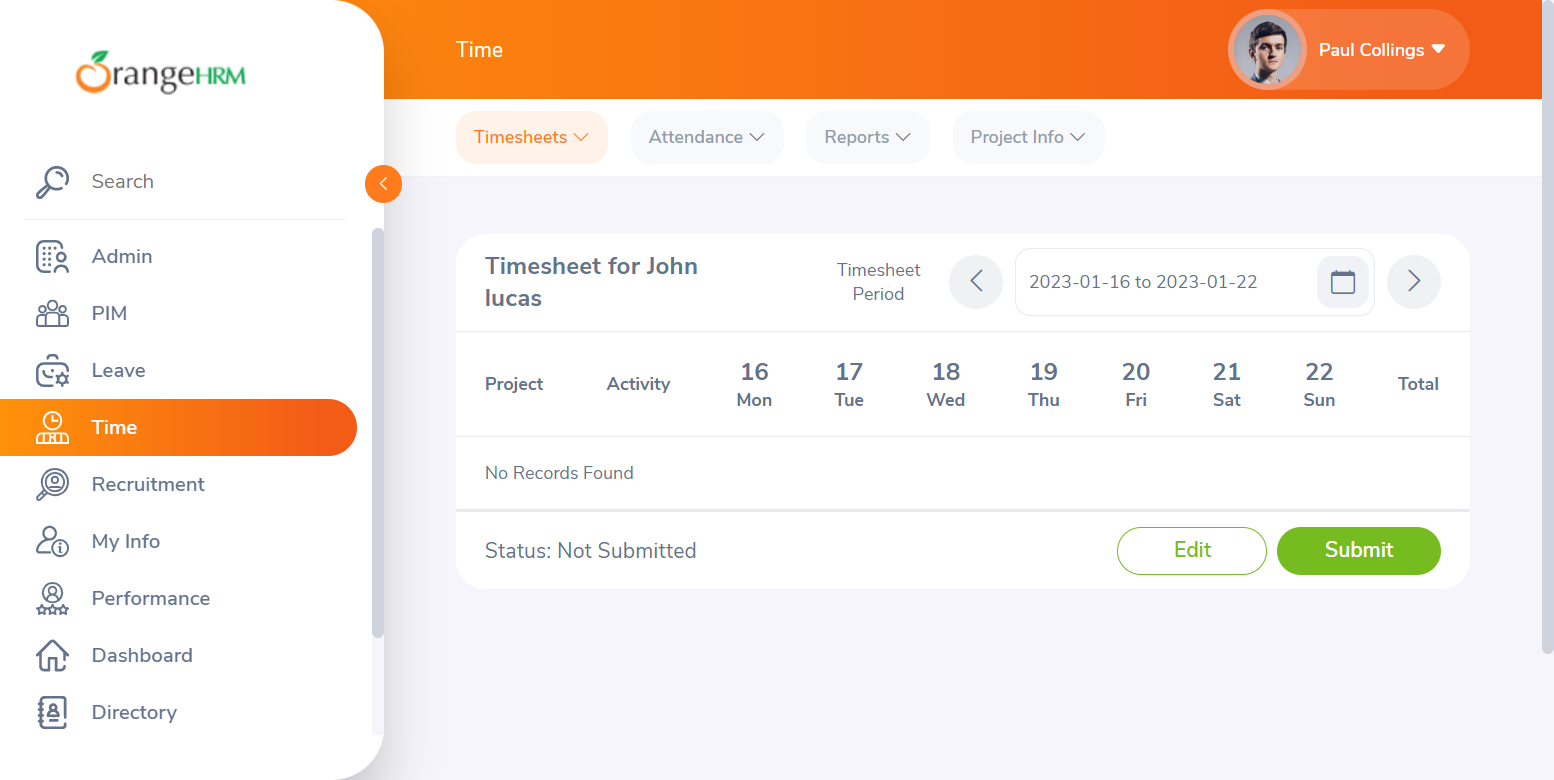 OrangeHRM
Time
Paul Collings
Timesheets
Attendance
Reports
Project Info
Search
Admin
PIM
Leave
Time
Recruitment
My Info
Performance
Dashboard
Directory
Timesheet for John
lucas
Timesheet
Period
2023-01-16 to 2023-01-22
Project
Activity
16
Mon
17
Tue
18
Wed
19
Thu
20
Fri
21
Sat
22
Sun
Total
No Records Found
Status: Not Submitted
Edit
Submit